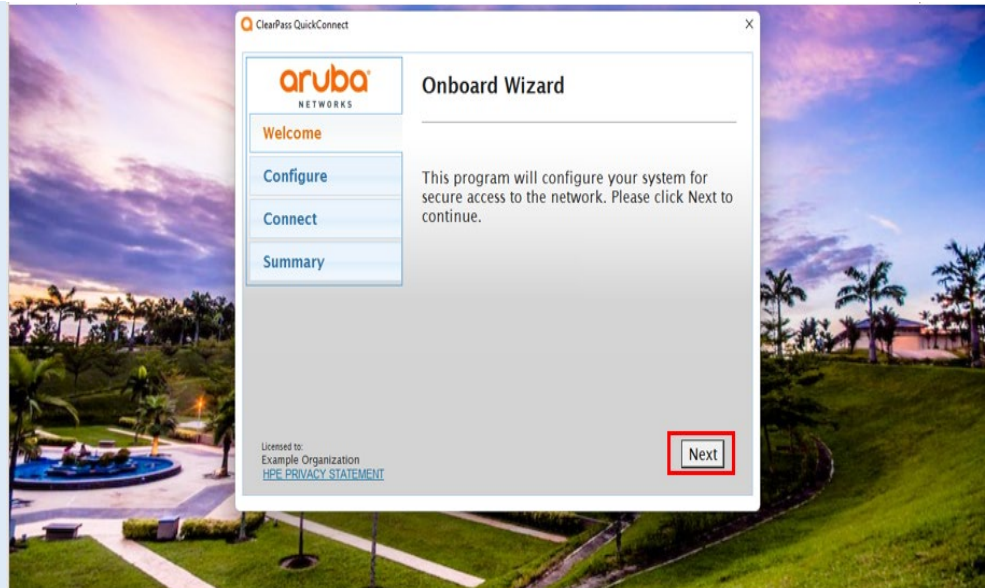 ClearPass QuickConnect
X
aruba
NETWORKS
Welcome
Configure
Connect
Summary
Onboard Wizard
This program will configure your system for
secure access to the network. Please click Next to
continue.
Licensed to:
Example Organization
HPE PRIVACY STATEMENT
Next